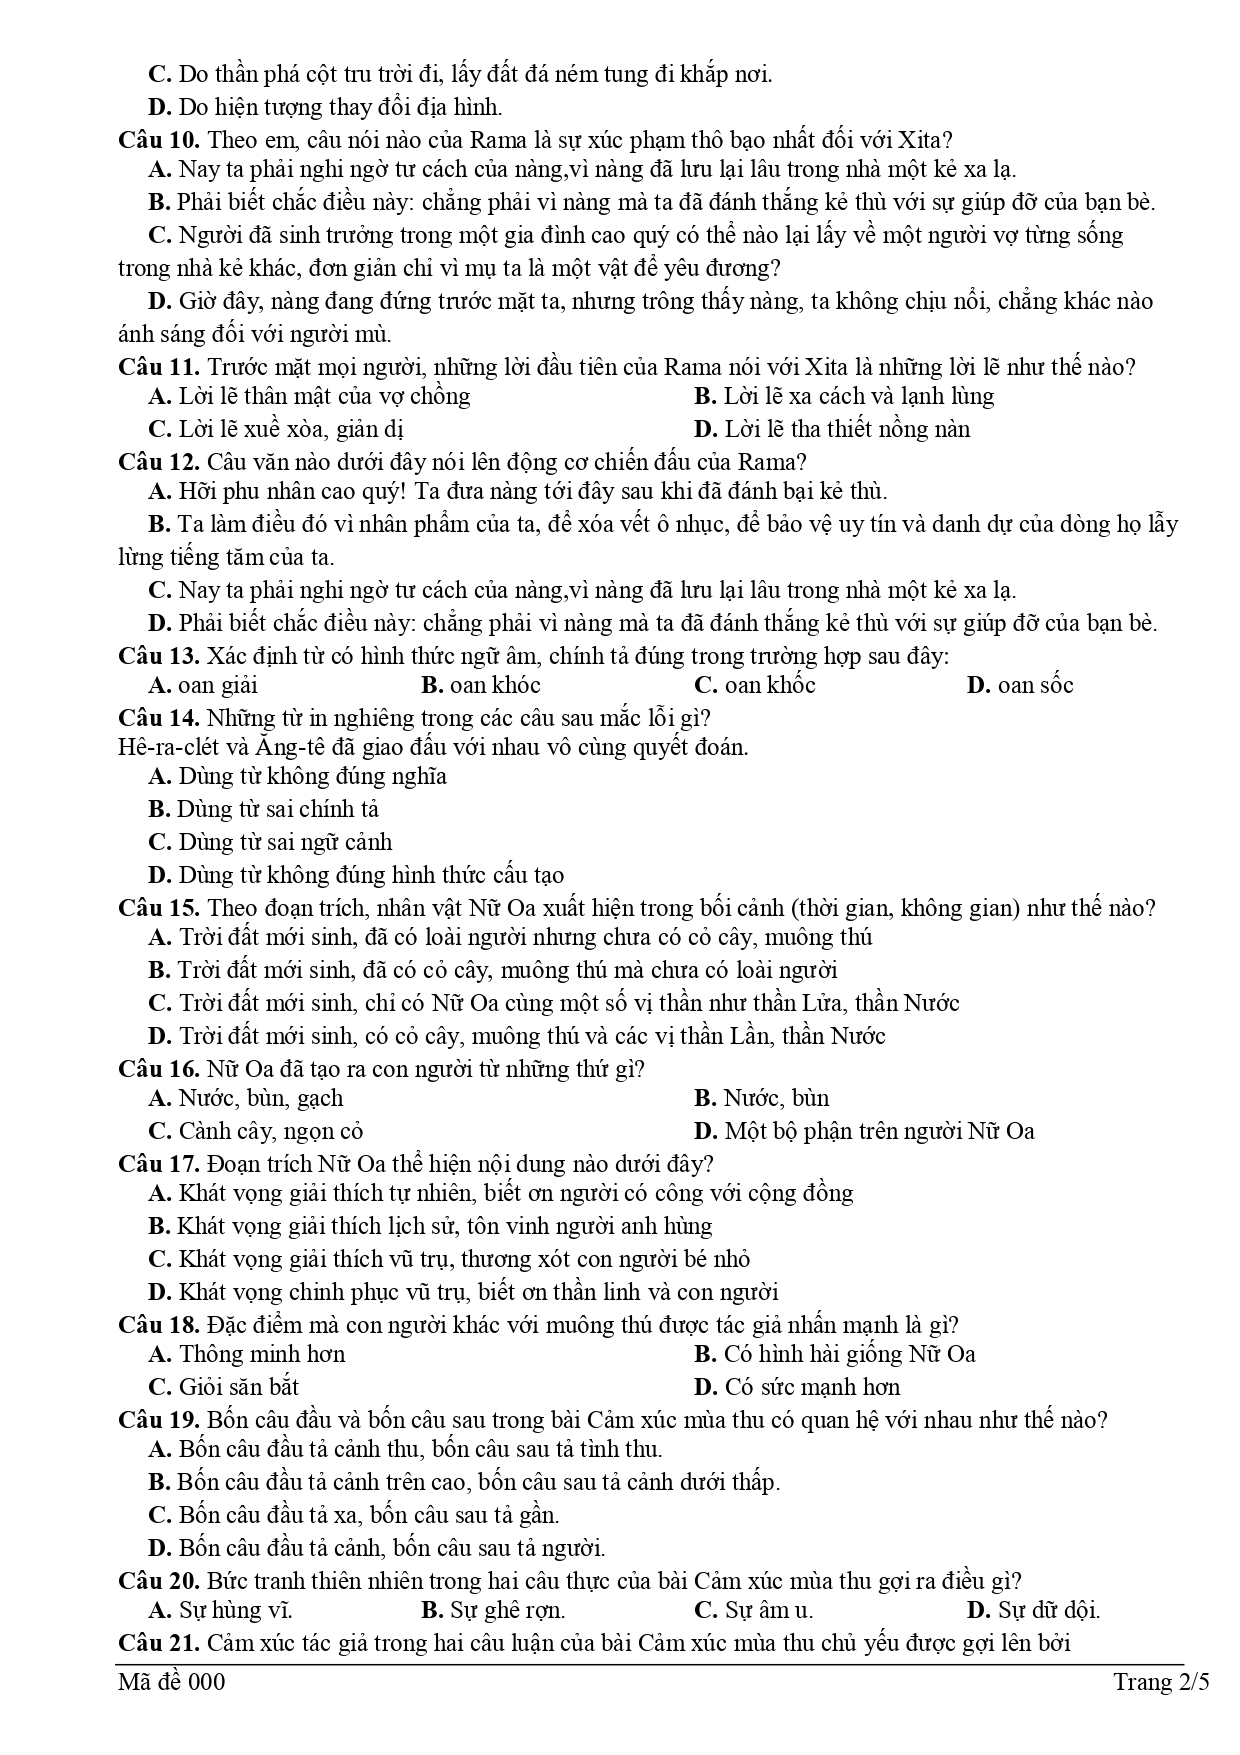 C. Do thần phá cột tru trời đi, lấy đất đá ném tung đi khắp nơi.
D. Do hiện tượng thay đổi địa hình.
Câu 10. Theo em, câu nói nào của Rama là sự xúc phạm thô bạo nhất đối với Xita?
A. Nay ta phải nghi ngờ tư cách của nàng,vì nàng đã lưu lại lâu trong nhà một kẻ xa lạ.
B. Phải biết chắc điều này: chẳng phải vì nàng mà ta đã đánh thắng kẻ thù với sự giúp đỡ của bạn bè.
C. Người đã sinh trưởng trong một gia đình cao quý có thể nào lại lấy về một người vợ từng sống
trong nhà kẻ khác, đơn giản chỉ vì mụ ta là một vật để yêu đương?
D. Giờ đây, nàng đang đứng trước mặt ta, nhưng trông thấy nàng, ta không chịu nổi, chẳng khác nào
ánh sáng đối với người mù.
Câu 11. Trước mặt mọi người, những lời đầu tiên của Rama nói với Xita là những lời lẽ như thế nào?
A. Lời lẽ thân mật của vợ chồng B. Lời lẽ xa cách và lạnh lùng
C. Lời lẽ xuề xòa, giản dị D. Lời lẽ tha thiết nồng nàn
Câu 12. Câu văn nào dưới đây nói lên động cơ chiến đấu của Rama?
A. Hỡi phu nhân cao quý! Ta đưa nàng tới đây sau khi đã đánh bại kẻ thù.
B. Ta làm điều đó vì nhân phẩm của ta, để xóa vết ô nhục, để bảo vệ uy tín và danh dự của dòng họ lẫy
lừng tiếng tăm của ta.
C. Nay ta phải nghi ngờ tư cách của nàng,vì nàng đã lưu lại lâu trong nhà một kẻ xa lạ.
D. Phải biết chắc điều này: chẳng phải vì nàng mà ta đã đánh thắng kẻ thù với sự giúp đỡ của bạn bè.
Câu 13. Xác định từ có hình thức ngữ âm, chính tả đúng trong trường hợp sau đây:
A. oan giải B. oan khóc C. oan khốc D. oan sốc
Câu 14. Những từ in nghiêng trong các câu sau mắc lỗi gì?
Hê-ra-clét và Ăng-tê đã giao đấu với nhau vô cùng quyết đoán.
A. Dùng từ không đúng nghĩa
B. Dùng từ sai chính tả
C. Dùng từ sai ngữ cảnh
D. Dùng từ không đúng hình thức cấu tạo
Câu 15. Theo đoạn trích, nhân vật Nữ Oa xuất hiện trong bối cảnh (thời gian, không gian) như thế nào?
A. Trời đất mới sinh, đã có loài người nhưng chưa có cỏ cây, muông thú
B. Trời đất mới sinh, đã có cỏ cây, muông thú mà chưa có loài người
C. Trời đất mới sinh, chỉ có Nữ Oa cùng một số vị thần như thần Lửa, thần Nước
D. Trời đất mới sinh, có cỏ cây, muông thú và các vị thần Lần, thần Nước
Câu 16. Nữ Oa đã tạo ra con người từ những thứ gì?
A. Nước, bùn, gạch B. Nước, bùn
C. Cành cây, ngọn cỏ D. Một bộ phận trên người Nữ Oa
Câu 17. Đoạn trích Nữ Oa thể hiện nội dung nào dưới đây?
A. Khát vọng giải thích tự nhiên, biết ơn người có công với cộng đồng
B. Khát vọng giải thích lịch sử, tôn vinh người anh hùng
C. Khát vọng giải thích vũ trụ, thương xót con người bé nhỏ
D. Khát vọng chinh phục vũ trụ, biết ơn thần linh và con người
Câu 18. Đặc điểm mà con người khác với muông thú được tác giả nhấn mạnh là gì?
A. Thông minh hơn B. Có hình hài giống Nữ Oa
C. Giỏi săn bắt D. Có sức mạnh hơn
Câu 19. Bốn câu đầu và bốn câu sau trong bài Cảm xúc mùa thu có quan hệ với nhau như thế nào?
A. Bốn câu đầu tả cảnh thu, bốn câu sau tả tình thu.
B. Bốn câu đầu tả cảnh trên cao, bốn câu sau tả cảnh dưới thấp.
C. Bốn câu đầu tả xa, bốn câu sau tả gần.
D. Bốn câu đầu tả cảnh, bốn câu sau tả người.
Câu 20. Bức tranh thiên nhiên trong hai câu thực của bài Cảm xúc mùa thu gợi ra điều gì?
A. Sự hùng vĩ. B. Sự ghê rợn. C. Sự âm u. D. Sự dữ dội.
Câu 21. Cảm xúc tác giả trong hai câu luận của bài Cảm xúc mùa thu chủ yếu được gợi lên bởi
Mã đề 000 Trang 2/5